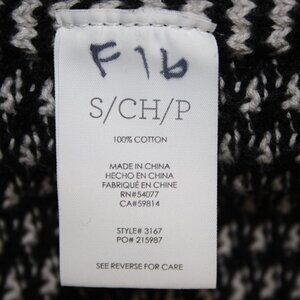 F1b
S/CH/P
100% COTTON
MADE IN CHINA
HECHO EN CHINA
FABRIQUÉ EN CHINE
RN#54077
CA#59814
STYLE# 3167
PO# 215987
SEE REVERSE FOR CARE